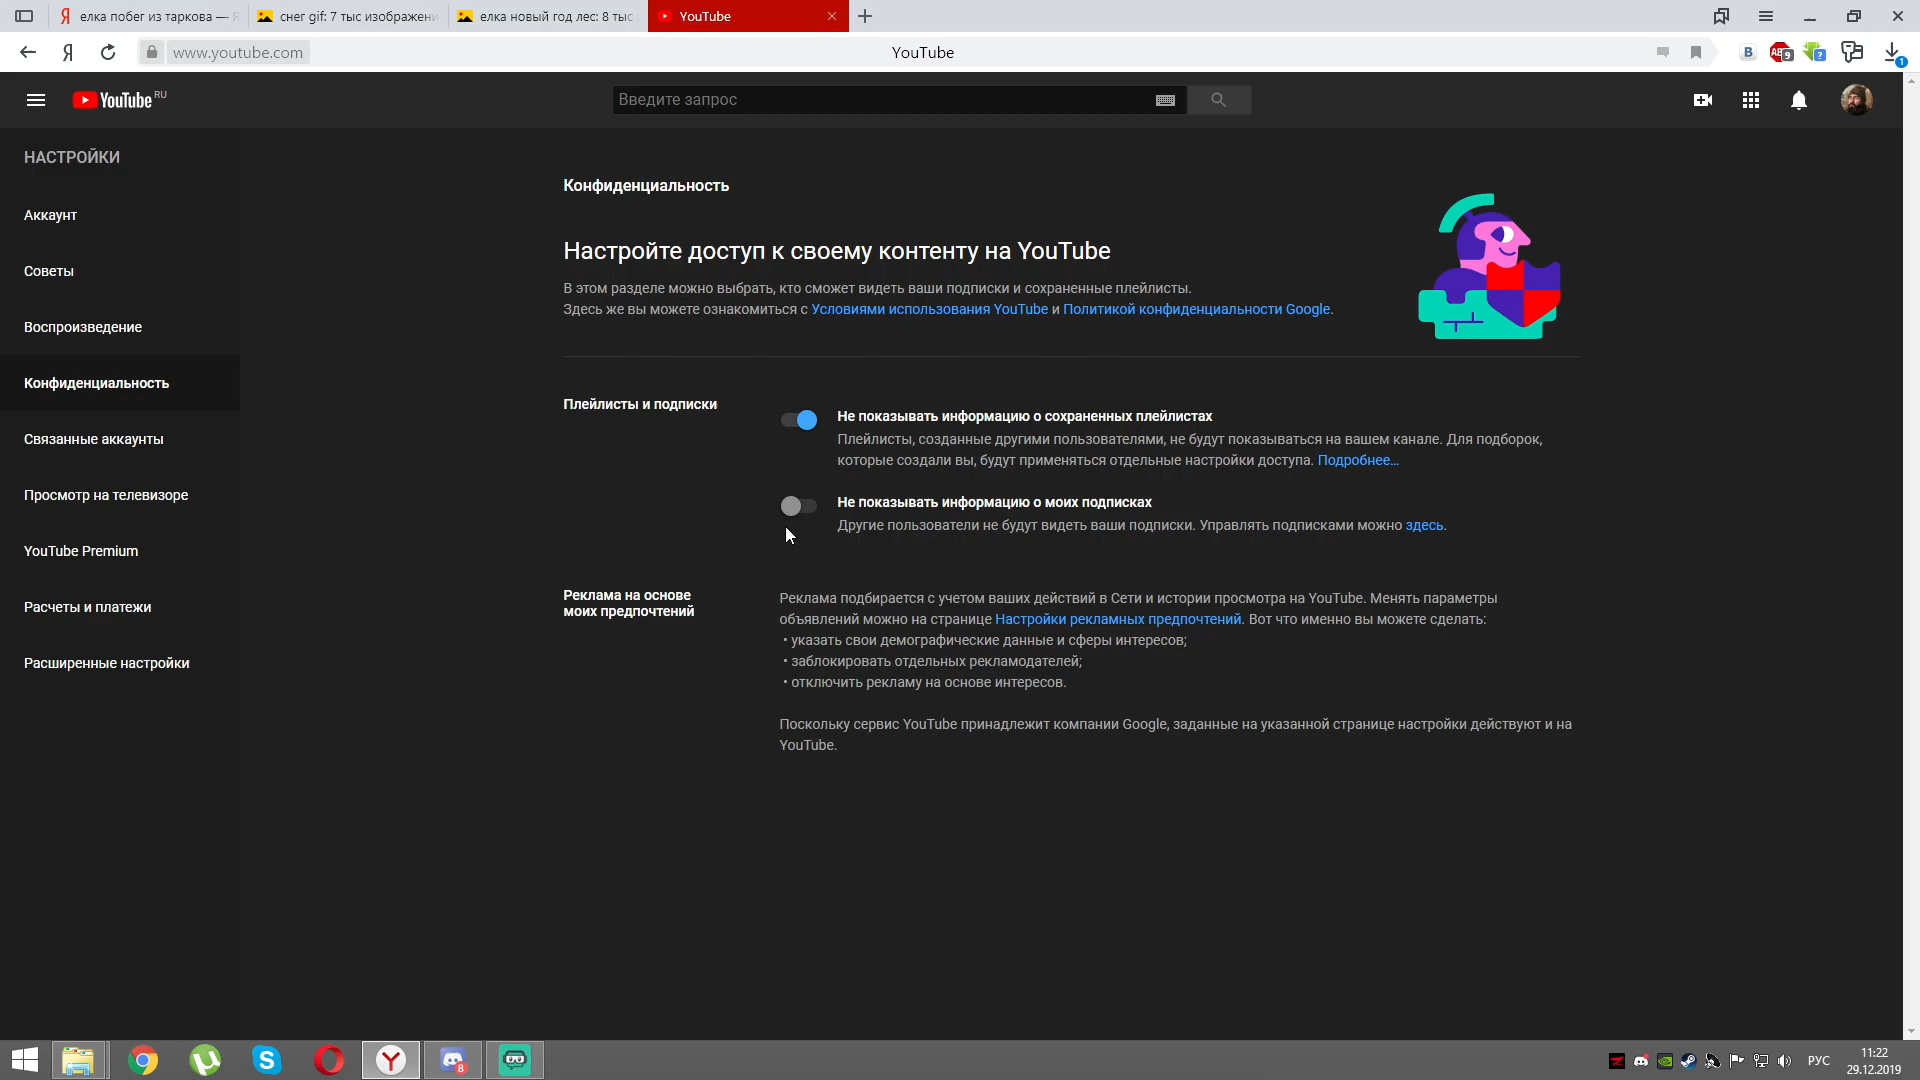 елка побег из таркова — Я
снег gif: 7 тыс изображени
елка новый год лес: 8 тыс
YouTube
www.youtube.com
YouTube
B
ABP
9
?
1
YouTube RU
Введите запрос
НАСТРОЙКИ
Аккаунт
Советы
Воспроизведение
Конфиденциальность
Связанные аккаунты
Просмотр на телевизоре
YouTube Premium
Расчеты и платежи
Расширенные настройки
Конфиденциальность
Настройте доступ к своему контенту на YouTube
В этом разделе можно выбрать, кто сможет видеть ваши подписки и сохраненные плейлисты.
Здесь же вы можете ознакомиться с Условиями использования YouTube и Политикой конфиденциальности Google.
Плейлисты и подписки
Не показывать информацию о сохраненных плейлистах
Плейлисты, созданные другими пользователями, не будут показываться на вашем канале. Для подборок,
которые создали вы, будут применяться отдельные настройки доступа. Подробнее…
Не показывать информацию о моих подписках
Другие пользователи не будут видеть ваши подписки. Управлять подписками можно здесь.
Реклама на основе
моих предпочтений
Реклама подбирается с учетом ваших действий в Сети и истории просмотра на YouTube. Менять параметры
объявлений можно на странице Настройки рекламных предпочтений. Вот что именно вы можете сделать:
• указать свои демографические данные и сферы интересов;
• заблокировать отдельных рекламодателей;
• отключить рекламу на основе интересов.
Поскольку сервис YouTube принадлежит компании Google, заданные на указанной странице настройки действуют и на
YouTube.
8
РУС
11:22
29.12.2019